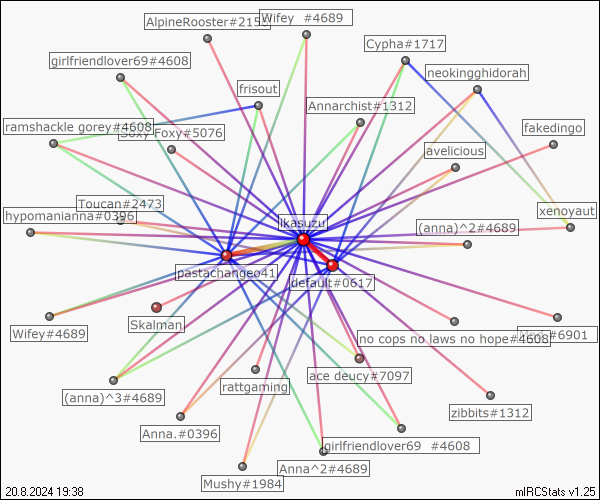 AlpineRooster#215
Wifey #4689
Cypha#1717
girlfriendlover69#4608
neokingghidorah
frisout
Annarchist#1312
ramshackle gorey#4608
Foxy#5076
fakedingo
avelicious
Toucan#2473
hypomanianna#0396
likasuzu
xenoyaut
(anna)^2#4689
pastachangeo41
default#0617
Skalman.
Wifey#4689
#6901
no cops no laws no hope#4608
ace deucy#7097
rattgaming
(anna)^3#4689
zibbits#1312
Anna.#0396
girlfriendlover69 #4608
Anna^2#4689
Mushy#1984
20.8.2024 19:38
mIRCStats v1.25